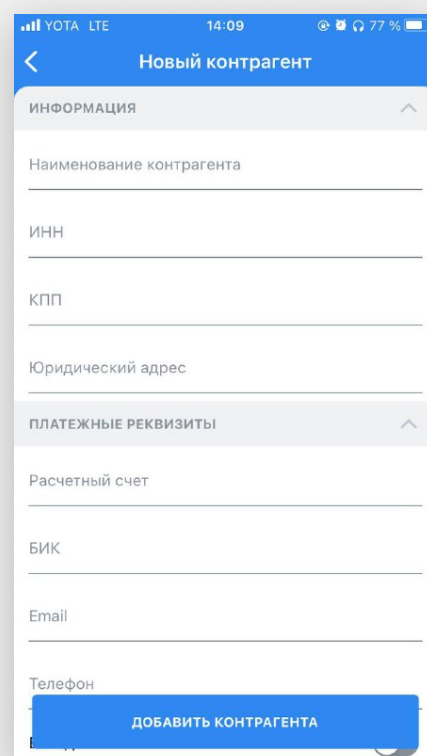 YOTA LTE 14:09 77 %
Новый контрагент
ИНФОРМАЦИЯ
Наименование контрагента
ИНН
КПП
Юридический адрес
ПЛАТЕЖНЫЕ РЕКВИЗИТЫ
Расчетный счет
БИК
Email
Телефон
ДОБАВИТЬ КОНТРАГЕНТА